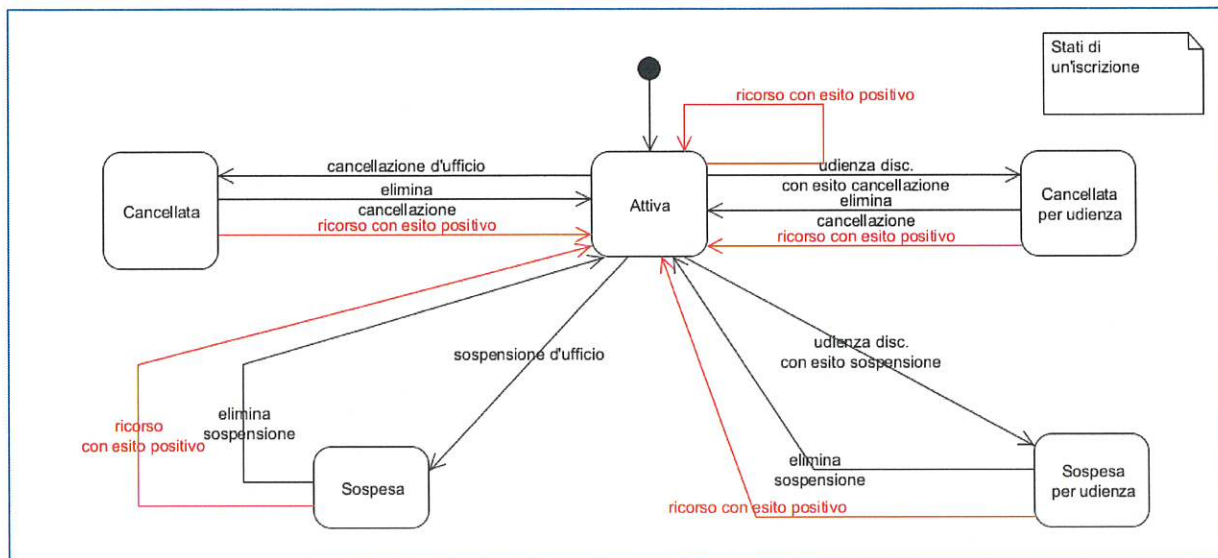 Stati di
un'iscrizione
ricorso con esito positivo
cancellazione d'ufficio
elimina
cancellazione
ricorso con esito positivo
Cancellata
Attiva
udienza disc.
con esito cancellazione
elimina
cancellazione
ricorso con esito positivo
Cancellata
per udienza
sospensione d'ufficio
udienza disc.
con esito sospensione
ricorso
con esito positivo
elimina
sospensione
Sospesa
elimina
sospensione
ricorso con esito positivo
Sospesa
per udienza